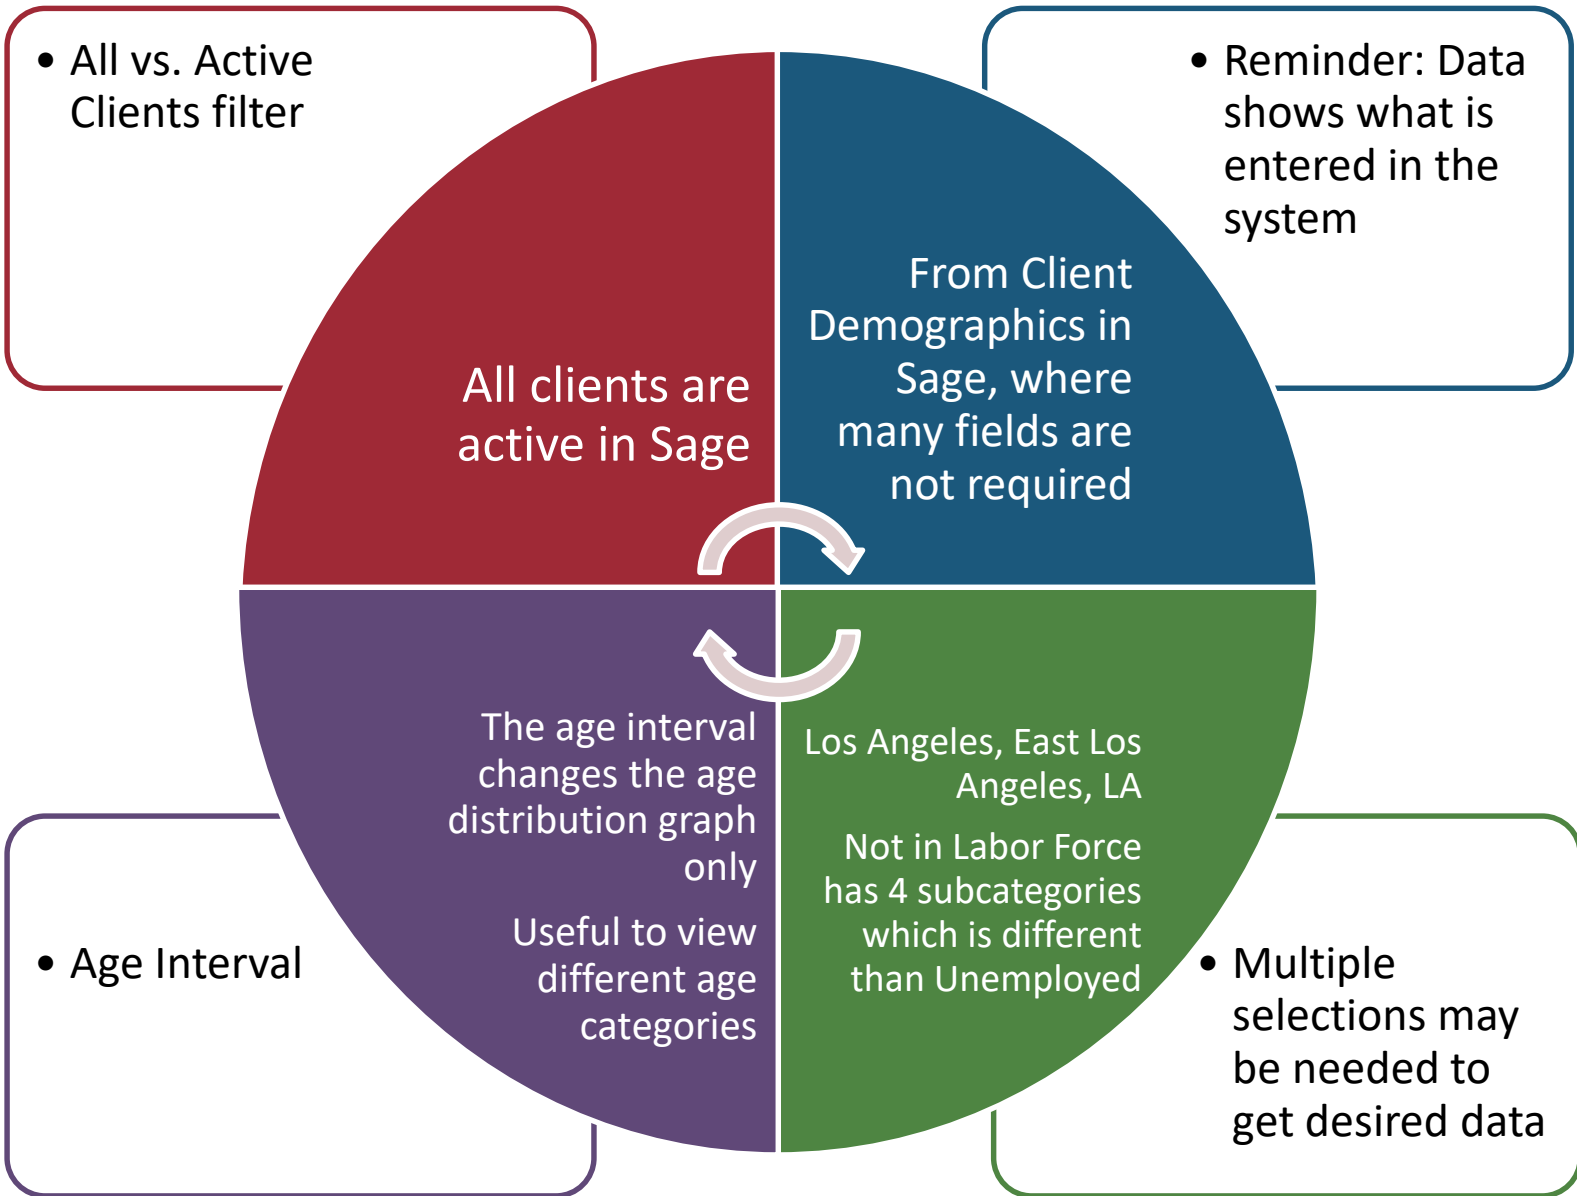 • All vs. Active
Clients filter
All clients are
active in Sage
• Reminder: Data
shows what is
entered in the
system
From Client
Demographics in
Sage, where
many fields are
not required
• Age Interval
The age interval
changes the age
distribution graph
only
Useful to view
different age
categories
Los Angeles, East Los
Angeles, LA
Not in Labor Force
has 4 subcategories
which is different
than Unemployed
• Multiple
selections may
be needed to
get desired data